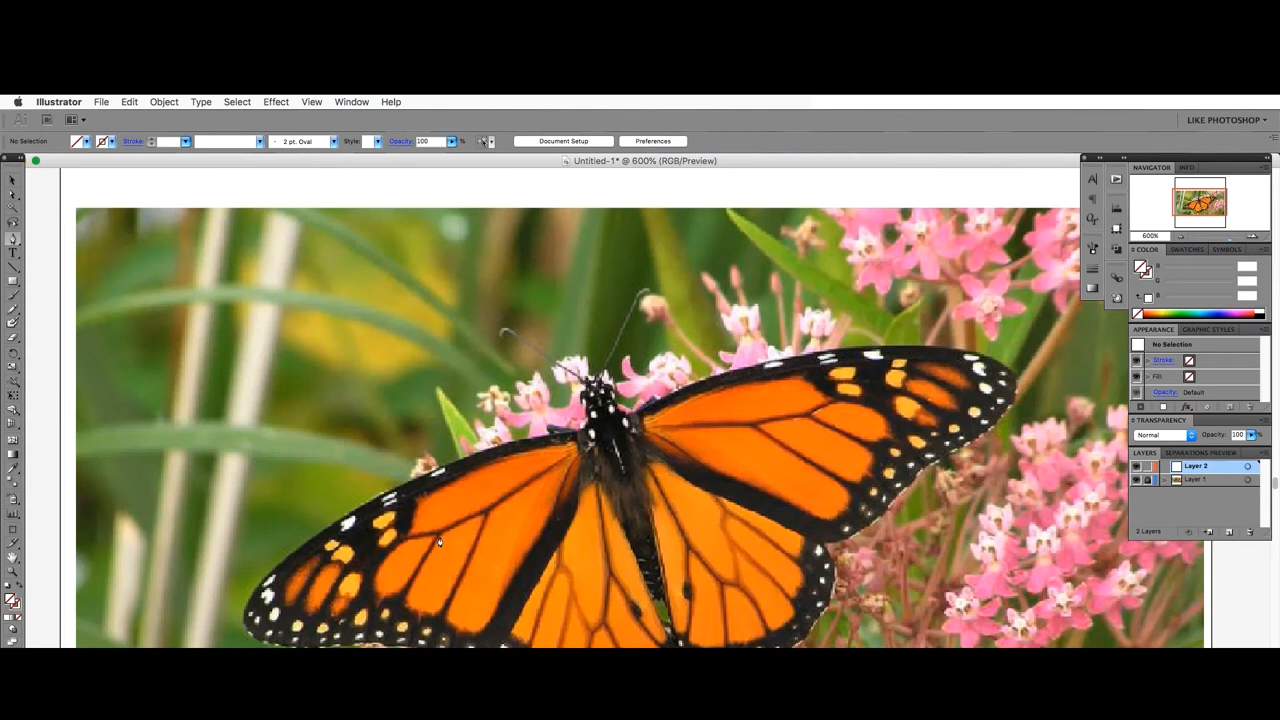 Illustrator File Edit Object Type Select Effect View Window Help
Ai Br LIKE PHOTOSHOP
No Selection Stroke: 2 pt. Oval Style: Opacity: 100 % Document Setup Preferences
Untitled-1* @ 600% (RGB/Preview)
NAVIGATOR INFO
600%
COLOR SWATCHES SYMBOLS
R
G
B
APPEARANCE GRAPHIC STYLES
No Selection
Stroke:
Fill:
Opacity: Default
TRANSPARENCY
Normal Opacity: 100
LAYERS SEPARATIONS PREVIEW
Layer 2
Layer 1
2 Layers